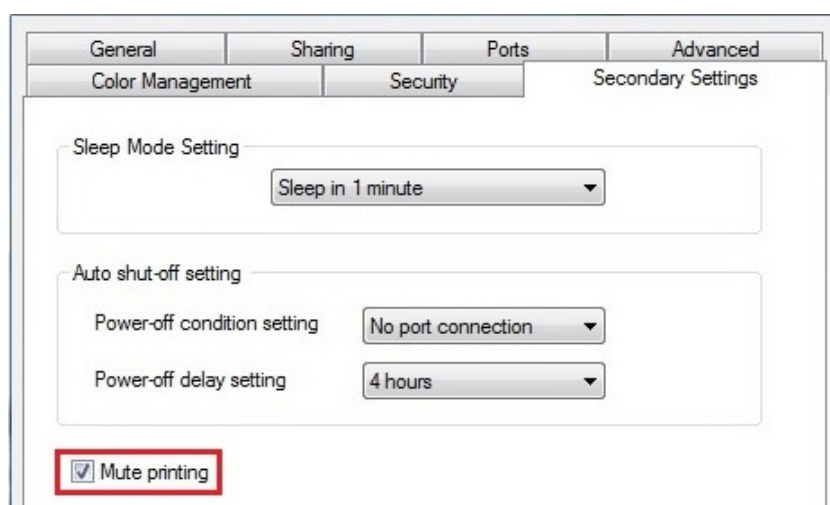 General Sharing Ports Advanced
Color Management Security Secondary Settings
Sleep Mode Setting
Sleep in 1 minute
Auto shut-off setting
Power-off condition setting No port connection
Power-off delay setting 4 hours
Mute printing